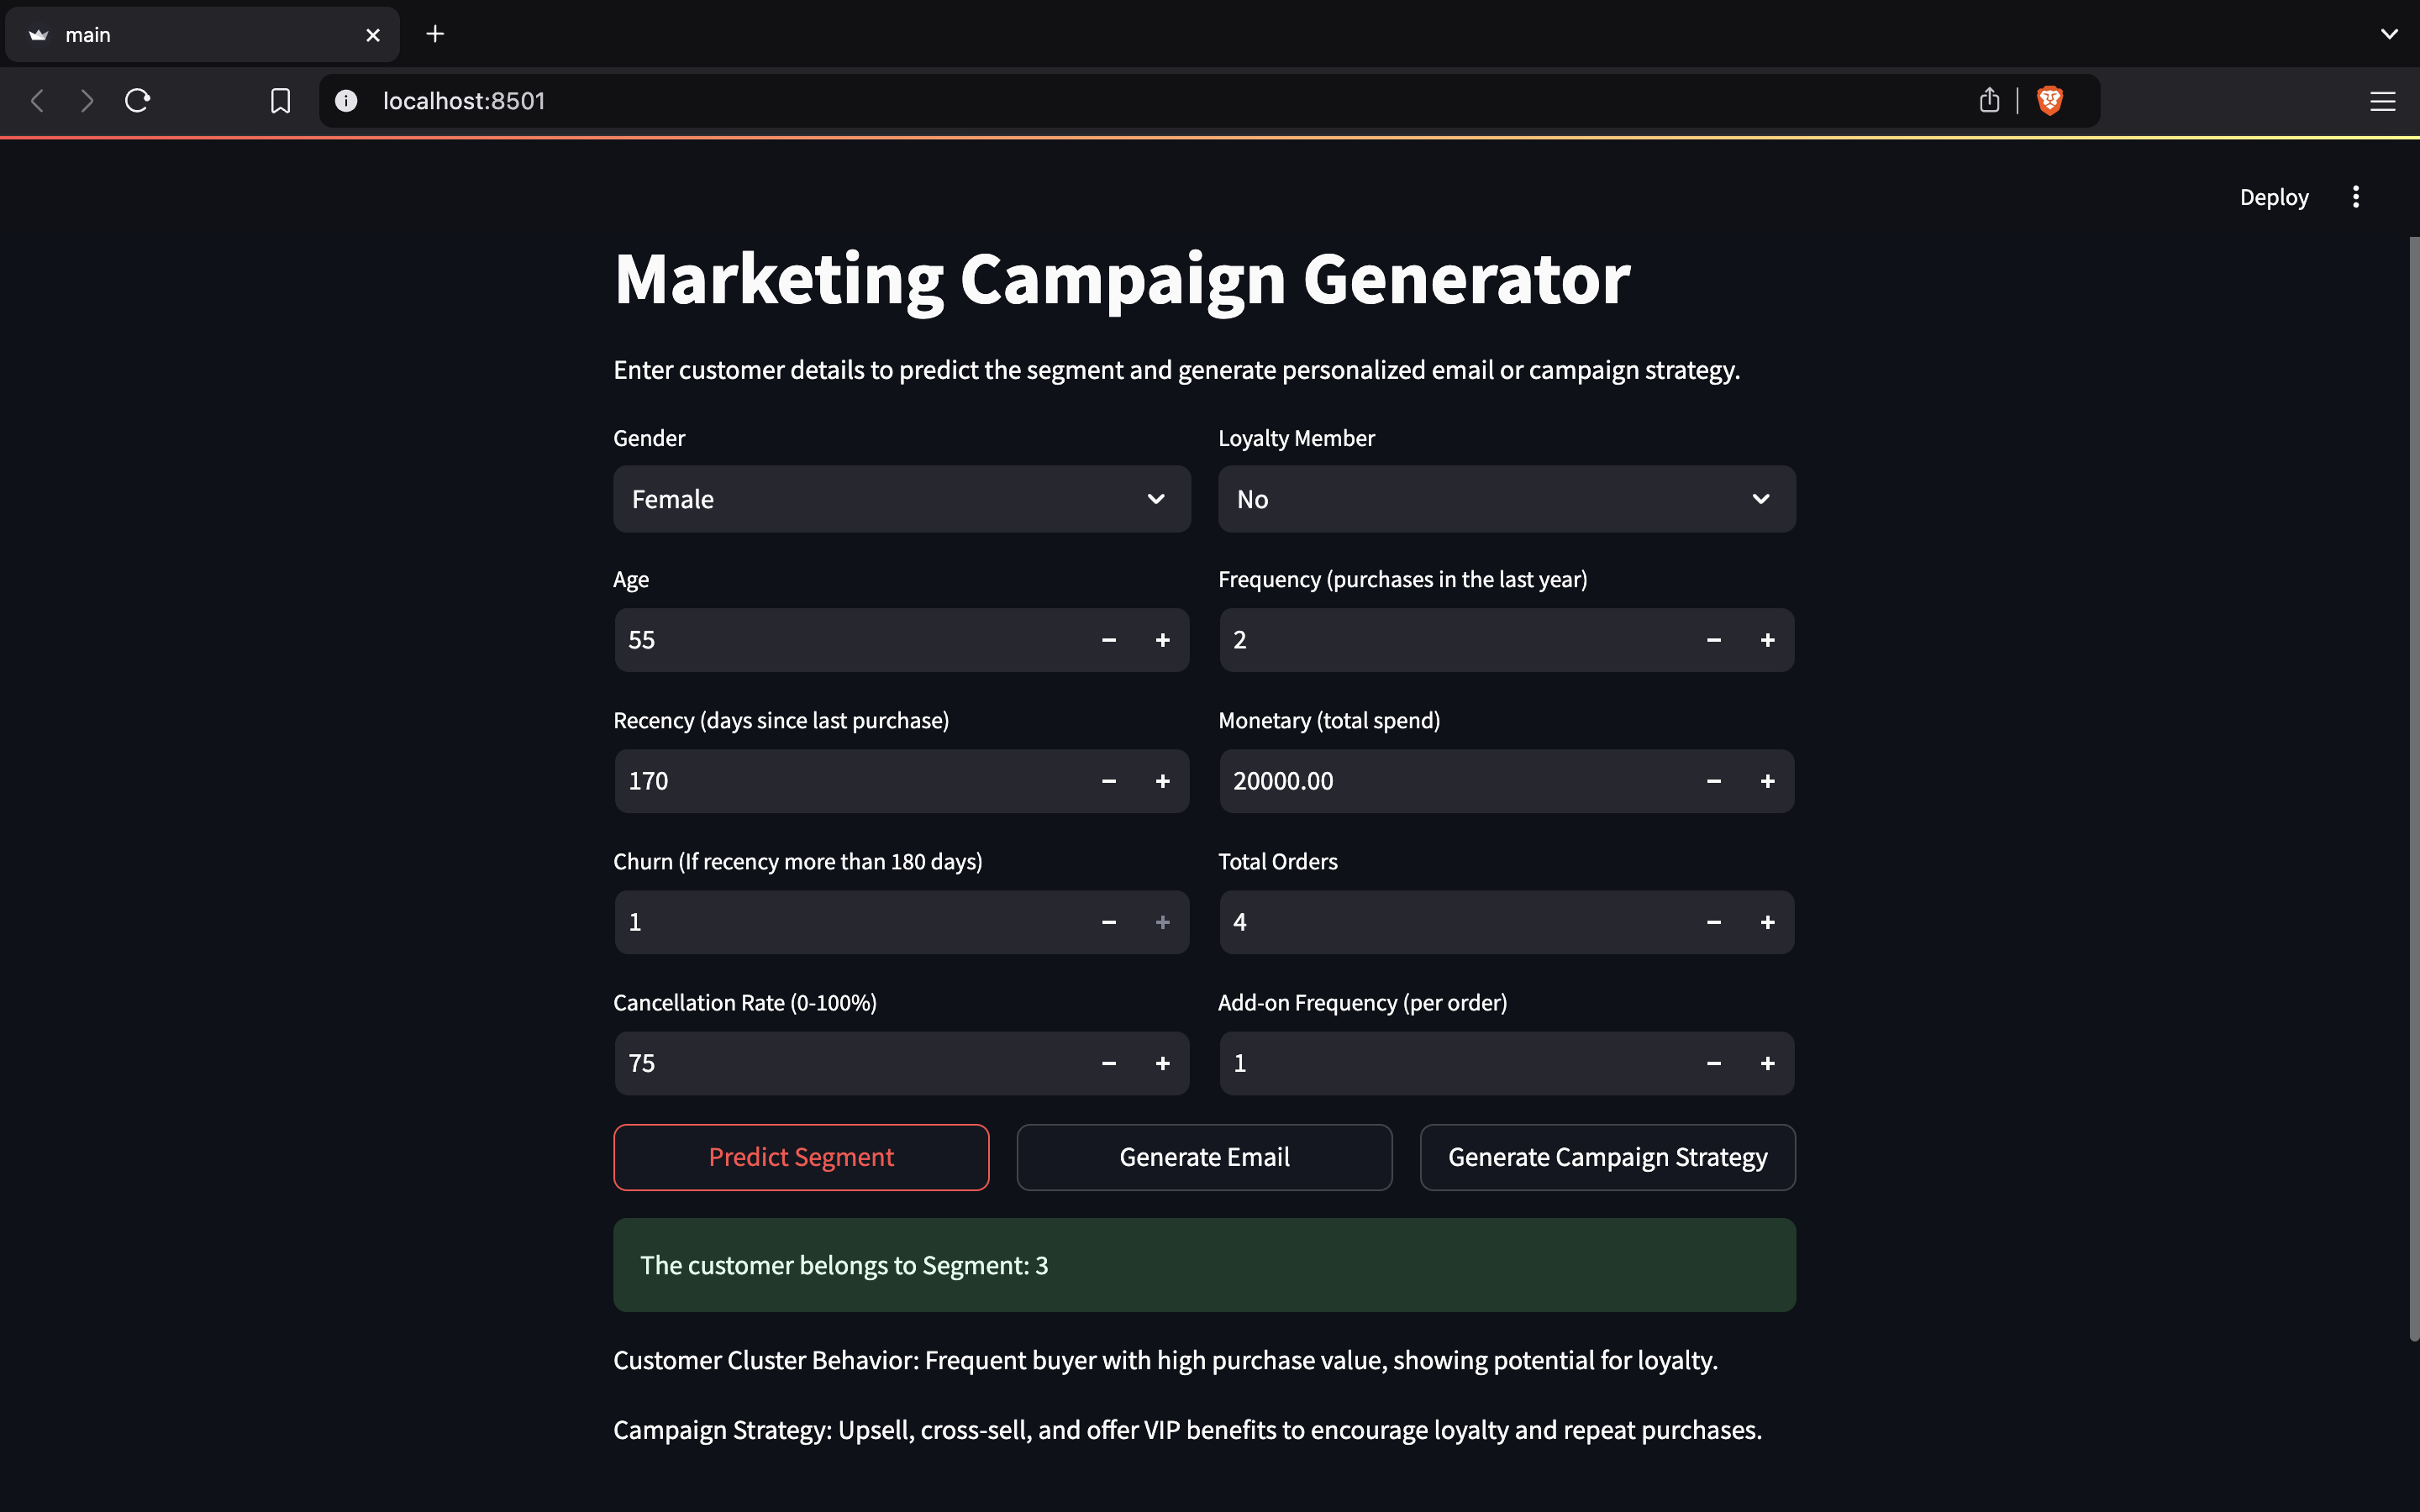 main
localhost:8501
Deploy
Marketing Campaign Generator
Enter customer details to predict the segment and generate personalized email or campaign strategy.
Gender
Loyalty Member
Female
No
Age
Frequency (purchases in the last year)
55
2
Recency (days since last purchase)
Monetary (total spend)
170
20000.00
Churn (If recency more than 180 days)
Total Orders
1
4
Cancellation Rate (0-100%)
Add-on Frequency (per order)
75
1
Predict Segment
Generate Email
Generate Campaign Strategy
The customer belongs to Segment: 3
Customer Cluster Behavior: Frequent buyer with high purchase value, showing potential for loyalty.
Campaign Strategy: Upsell, cross-sell, and offer VIP benefits to encourage loyalty and repeat purchases.